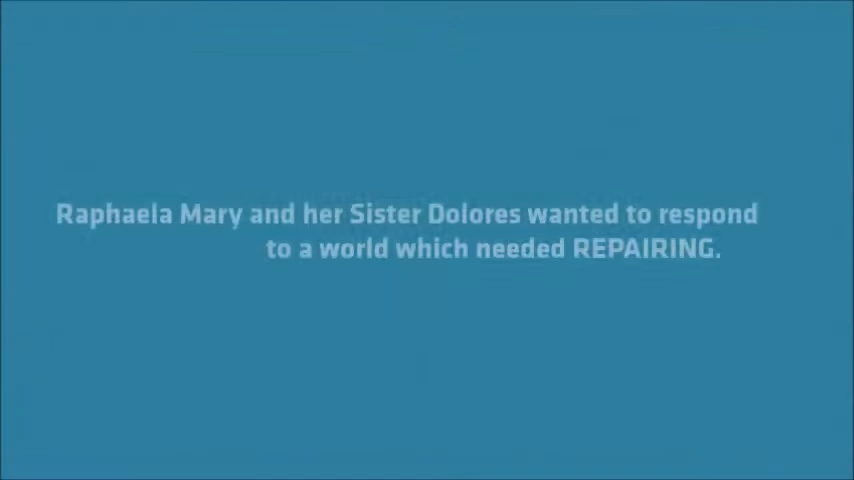 Raphaela Mary and her Sister Dolores wanted to respond
to a world which needed REPAIRING.